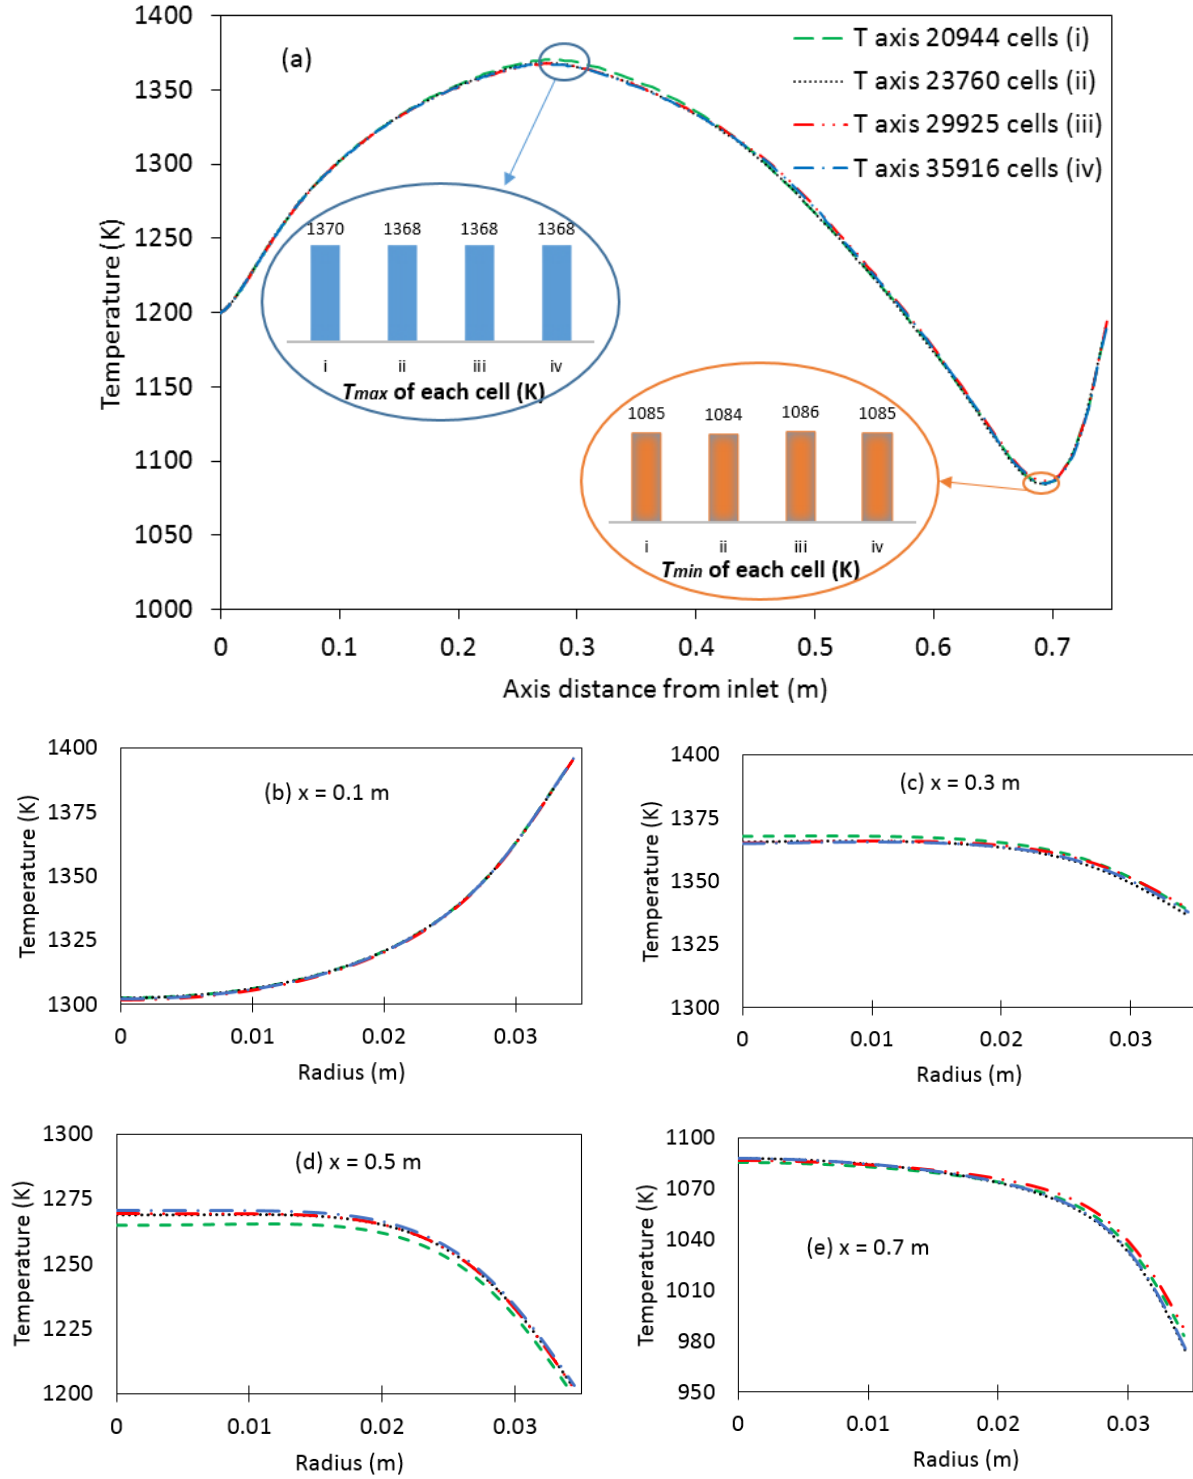 1400
(a)
T axis 20944 cells (i)
T axis 23760 cells (ii)
T axis 29925 cells (iii)
T axis 35916 cells (iv)
1350
1300
1250
1200
1150
1100
1050
1000
Temperature (K)
1370 1368 1368 1368
i ii iii iv
Tmax of each cell (K)
1085 1084 1086 1085
i ii iii iv
Tmin of each cell (K)
0 0.1 0.2 0.3 0.4 0.5 0.6 0.7
Axis distance from inlet (m)
1400
1375
1350
1325
1300
Temperature (K)
(b) x = 0.1 m
0 0.01 0.02 0.03
Radius (m)
1400
1375
1350
1325
1300
Temperature (K)
(c) x = 0.3 m
0 0.01 0.02 0.03
Radius (m)
1300
1275
1250
1225
1200
Temperature (K)
(d) x = 0.5 m
0 0.01 0.02 0.03
Radius (m)
1100
1070
1040
1010
980
950
Temperature (K)
(e) x = 0.7 m
0 0.01 0.02 0.03
Radius (m)